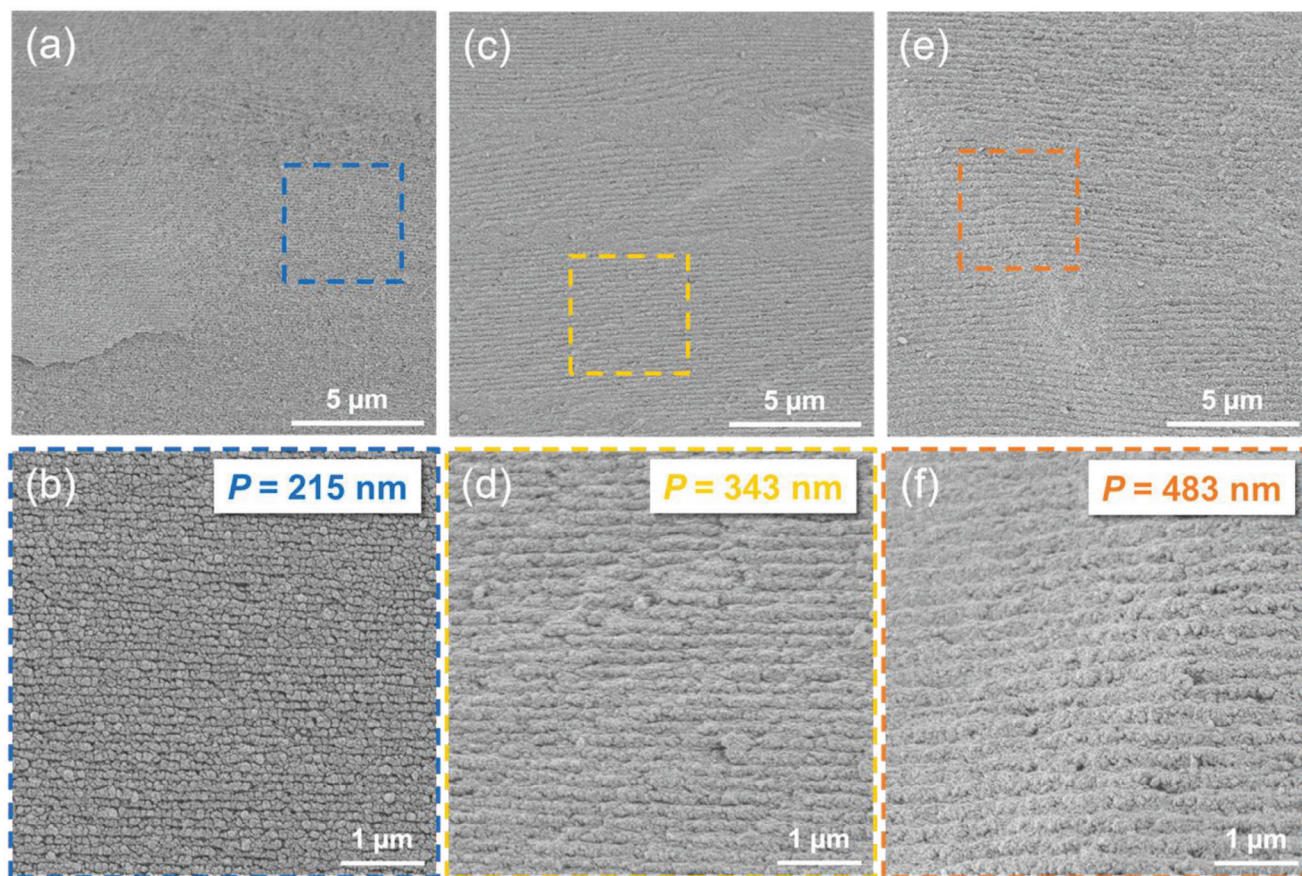 (a)
(c)
(e)
5 µm
5 µm
5 µm
(b)
P = 215 nm
(d)
P = 343 nm
(f)
P = 483 nm
1 µm
1 µm
1 µm